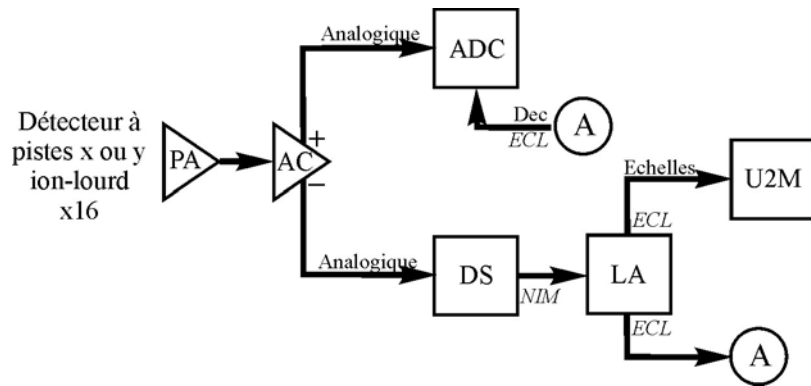 Analogique
ADC
Détecteur à
pistes x ou y
ion-lourd
x16
PA
AC
+
−
Dec
ECL
A
Echelles
U2M
ECL
Analogique
DS
NIM
LA
ECL
A